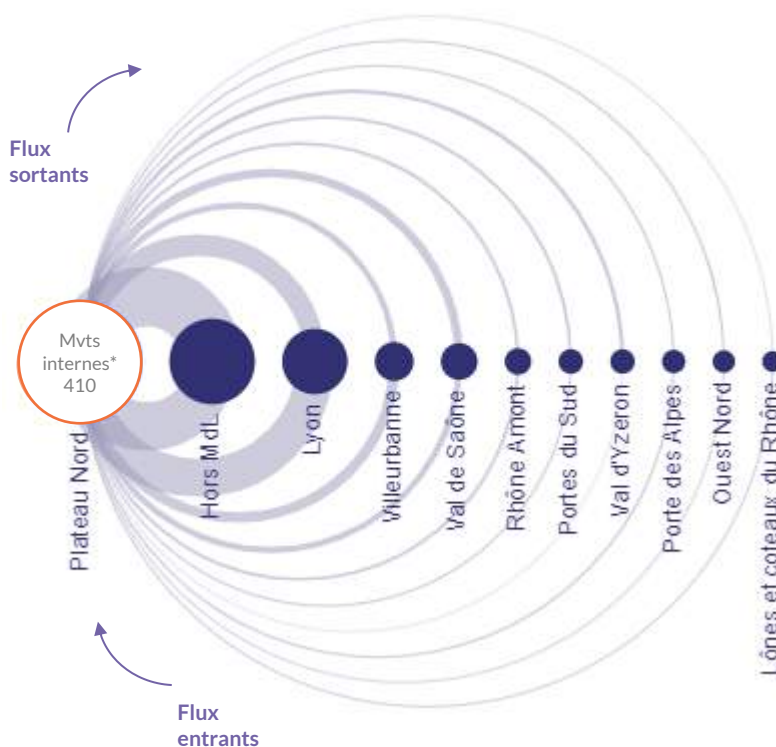 Flux
sortants
Mvts
internes*
410
Plateau Nord
Hors MdL
Lyon
Villeurbanne
Val de Saône
Rhône Amont
Portes du Sud
Val d'Yzeron
Porte des Alpes
Ouest Nord
Lônes et coteaux du Rhône
Flux
entrants